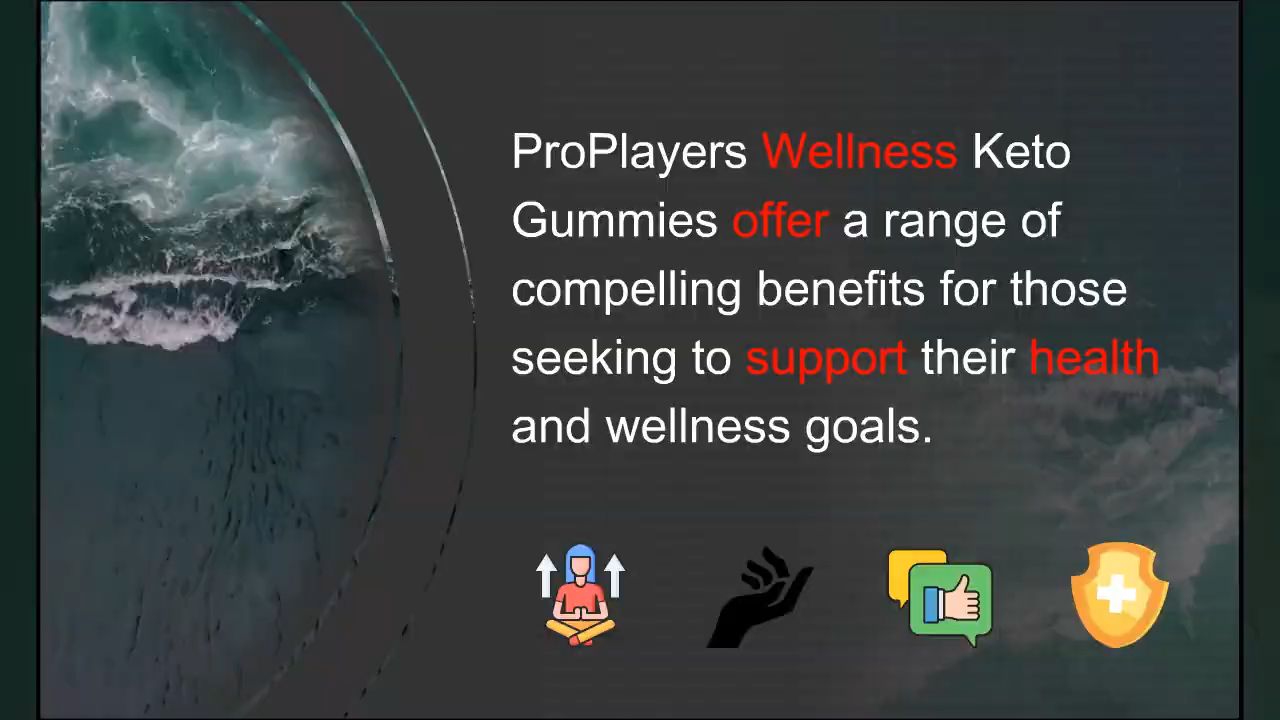 ProPlayers Wellness Keto
Gummies offer a range of
compelling benefits for those
seeking to support their health
and wellness goals.